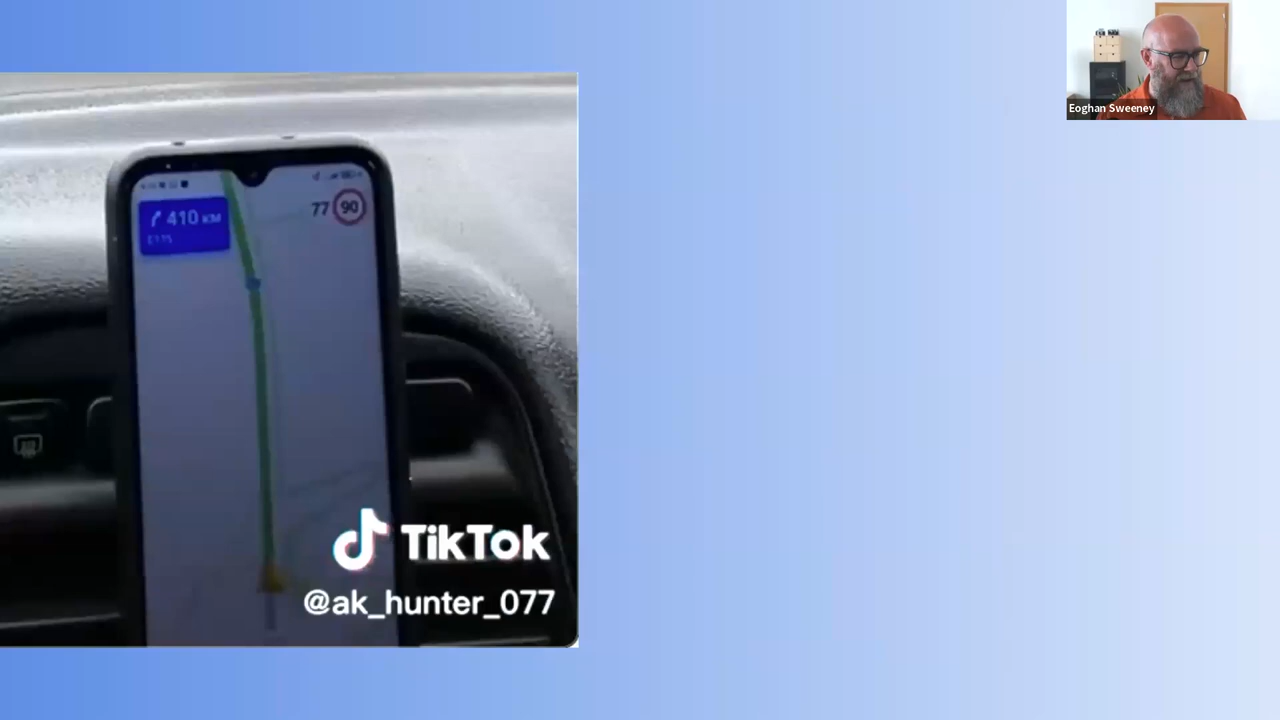 Eoghan Sweeney
410 км
77 90
TikTok
@ak_hunter_077